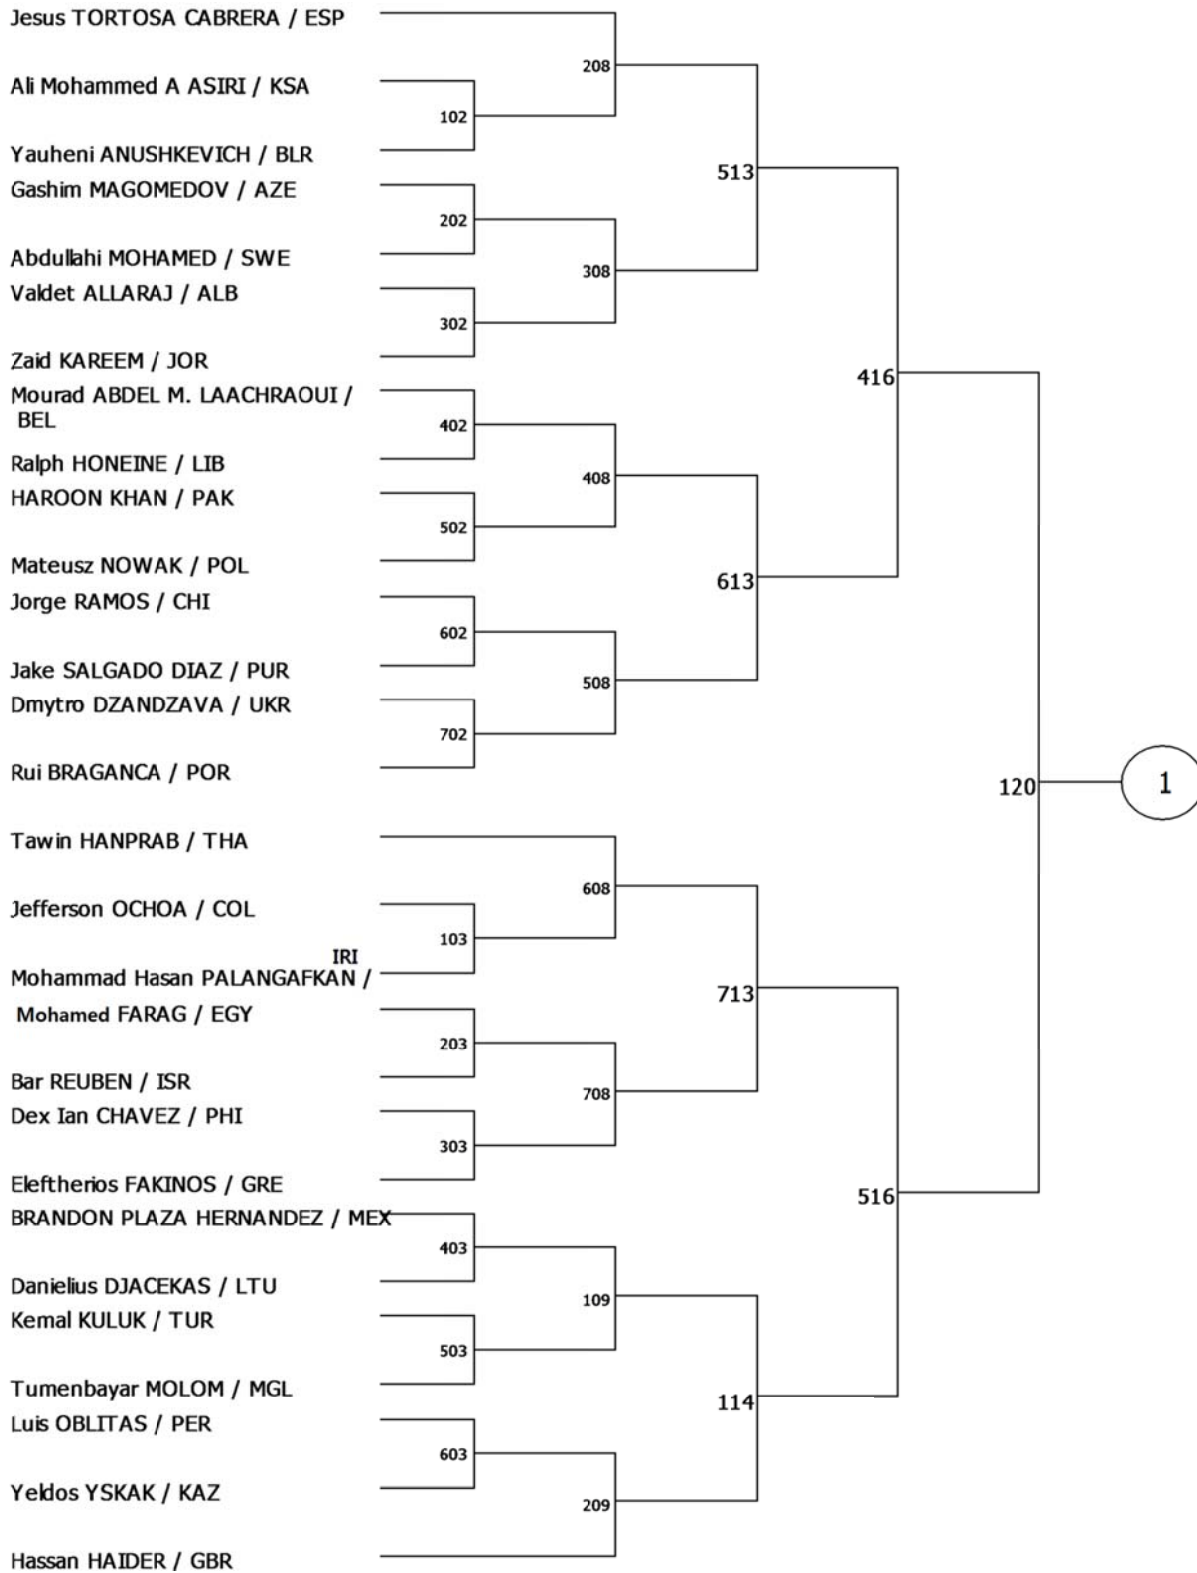 Jesus TORTOSA CABRERA / ESP
208
Ali Mohammed A ASIRI / KSA
102
Yauheni ANUSHKEVICH / BLR
513
Gashim MAGOMEDOV / AZE
202
Abdullahi MOHAMED / SWE
308
Valdet ALLARAJ / ALB
302
Zaid KAREEM / JOR
416
Mourad ABDEL M. LAACHRAOUI /
BEL
402
Ralph HONEINE / LIB
408
HAROON KHAN / PAK
502
Mateusz NOWAK / POL
613
Jorge RAMOS / CHI
602
Jake SALGADO DIAZ / PUR
508
Dmytro DZANDZAVA / UKR
702
Rui BRAGANCA / POR
120
1
Tawin HANPRAB / THA
608
Jefferson OCHOA / COL
103
IRI
Mohammad Hasan PALANGAFKAN /
713
Mohamed FARAG / EGY
203
Bar REUBEN / ISR
708
Dex Ian CHAVEZ / PHI
303
Eleftherios FAKINOS / GRE
516
BRANDON PLAZA HERNANDEZ / MEX
403
Danielius DJACEKAS / LTU
109
Kemal KULUK / TUR
503
Tumenbayar MOLOM / MGL
114
Luis OBLITAS / PER
603
Yeldos YSKAK / KAZ
209
Hassan HAIDER / GBR